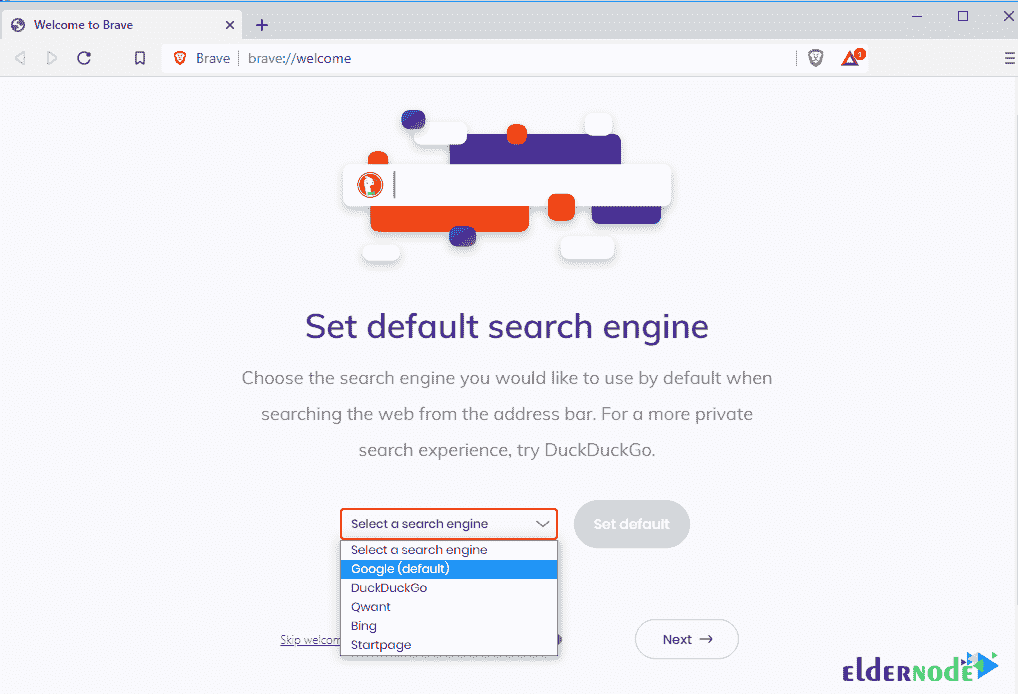 Welcome to Brave
Brave brave://welcome
1
Set default search engine
Choose the search engine you would like to use by default when
searching the web from the address bar. For a more private
search experience, try DuckDuckGo.
Select a search engine
Set default
Select a search engine
Google (default)
DuckDuckGo
Qwant
Bing
Startpage
Skip welcom
Next
ELDERNODE